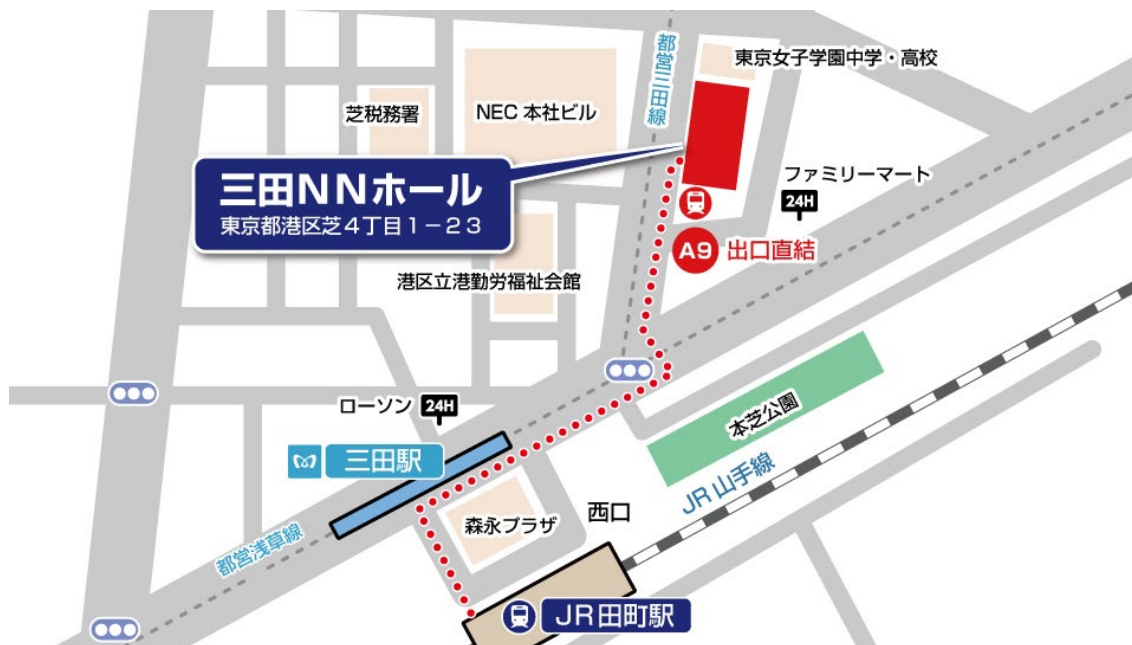 都営三田線
東京女子学園中学・高校
芝税務署
NEC 本社ビル
三田NNホール
東京都港区芝4丁目1-23
ファミリーマート
24H
A9 出口直結
港区立港勤労福祉会館
ローソン 24H
本芝公園
三田駅
JR山手線
森永プラザ
西口
都営浅草線
JR田町駅